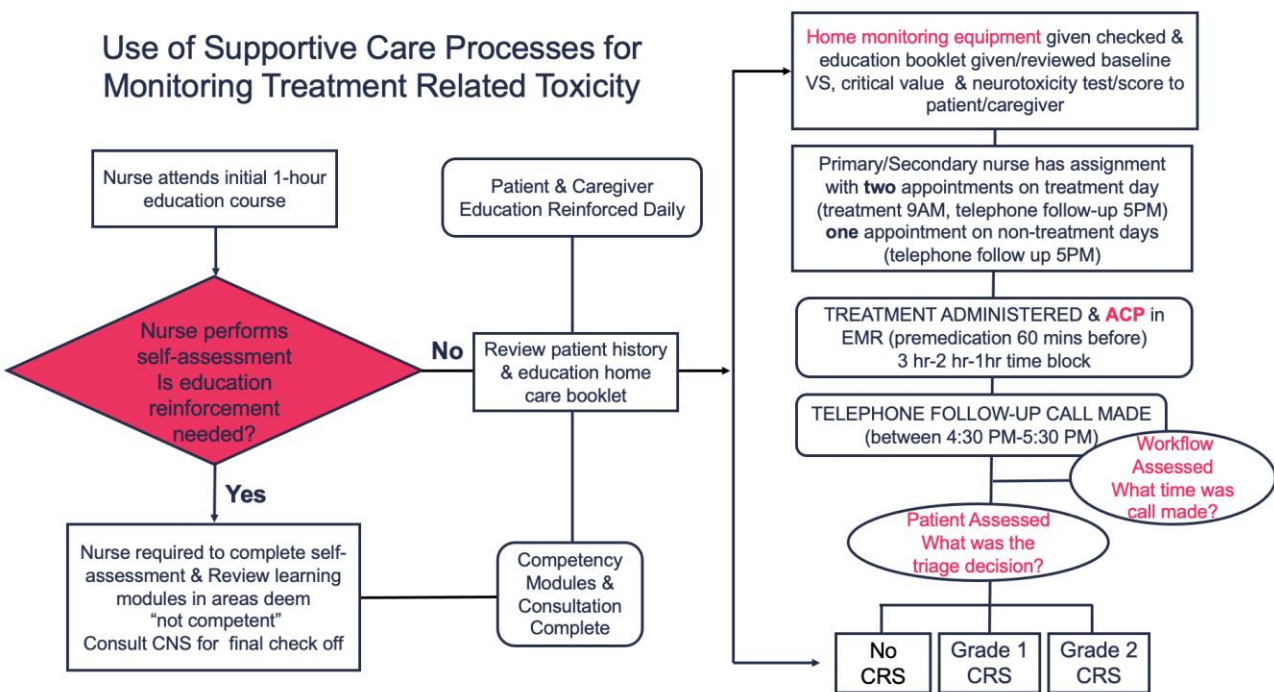 Use of Supportive Care Processes for
Monitoring Treatment Related Toxicity
Nurse attends initial 1-hour
education course
Nurse performs
self-assessment
Is education
reinforcement
needed?
No
Yes
Nurse required to complete self-
assessment & Review learning
modules in areas deem
“not competent”
Consult CNS for final check off
Patient & Caregiver
Education Reinforced Daily
Review patient history
& education home
care booklet
Competency
Modules &
Consultation
Complete
Home monitoring equipment given checked &
education booklet given/reviewed baseline
VS, critical value & neurotoxicity test/score to
patient/caregiver
Primary/Secondary nurse has assignment
with two appointments on treatment day
(treatment 9AM, telephone follow-up 5PM)
one appointment on non-treatment days
(telephone follow up 5PM)
TREATMENT ADMINISTERED & ACP in
EMR (premedication 60 mins before)
3 hr-2 hr-1hr time block
TELEPHONE FOLLOW-UP CALL MADE
(between 4:30 PM-5:30 PM)
Workflow
Assessed
What time was
call made?
Patient Assessed
What was the
triage decision?
No
CRS
Grade 1
CRS
Grade 2
CRS